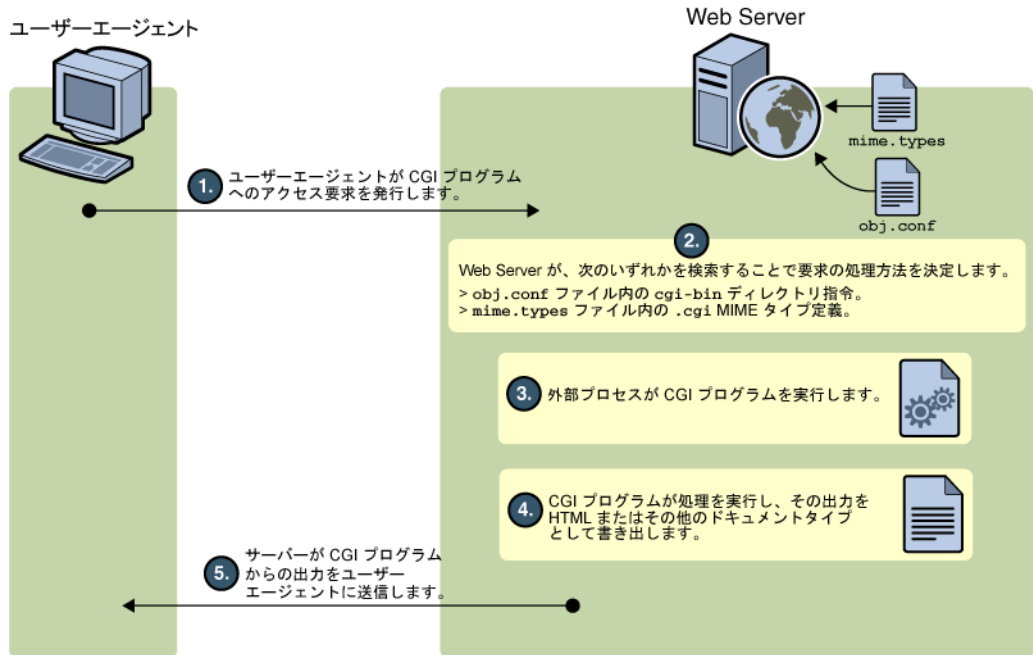 ユーザーエージェント
Web Server
mime.types
obj.conf
1.
ユーザーエージェントが CGI プログラム
へのアクセス要求を発行します。
2.
Web Server が、次のいずれかを検索することで要求の処理方法を決定します。
> obj.conf ファイル内の cgi-bin ディレクトリ指令。
> mime.types ファイル内の .cgi MIME タイプ定義。
3.
外部プロセスが CGI プログラムを実行します。
4.
CGI プログラムが処理を実行し、その出力を
HTML またはその他のドキュメントタイプ
として書き出します。
5.
サーバーが CGI プログラム
からの出力をユーザー
エージェントに送信します。